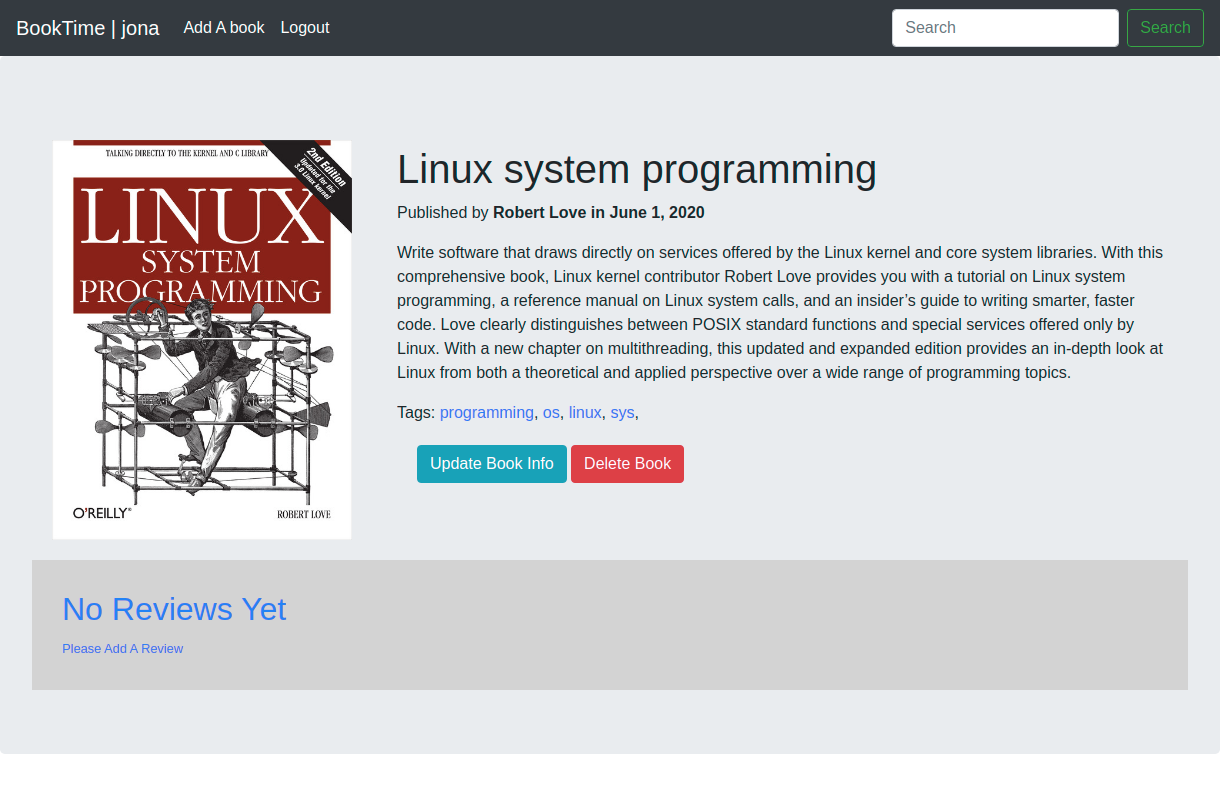 BookTime | jona Add A book Logout Search Search
TALKING DIRECTLY TO THE KERNEL AND C LIBRARY
2nd Edition
Updated for the
3.0 Linux kernel
LINUX
SYSTEM
PROGRAMMING
O'REILLY®
ROBERT LOVE
Linux system programming
Published by Robert Love in June 1, 2020
Write software that draws directly on services offered by the Linux kernel and core system libraries. With this
comprehensive book, Linux kernel contributor Robert Love provides you with a tutorial on Linux system
programming, a reference manual on Linux system calls, and an insider’s guide to writing smarter, faster
code. Love clearly distinguishes between POSIX standard functions and special services offered only by
Linux. With a new chapter on multithreading, this updated and expanded edition provides an in-depth look at
Linux from both a theoretical and applied perspective over a wide range of programming topics.
Tags: programming, os, linux, sys,
Update Book Info Delete Book
No Reviews Yet
Please Add A Review